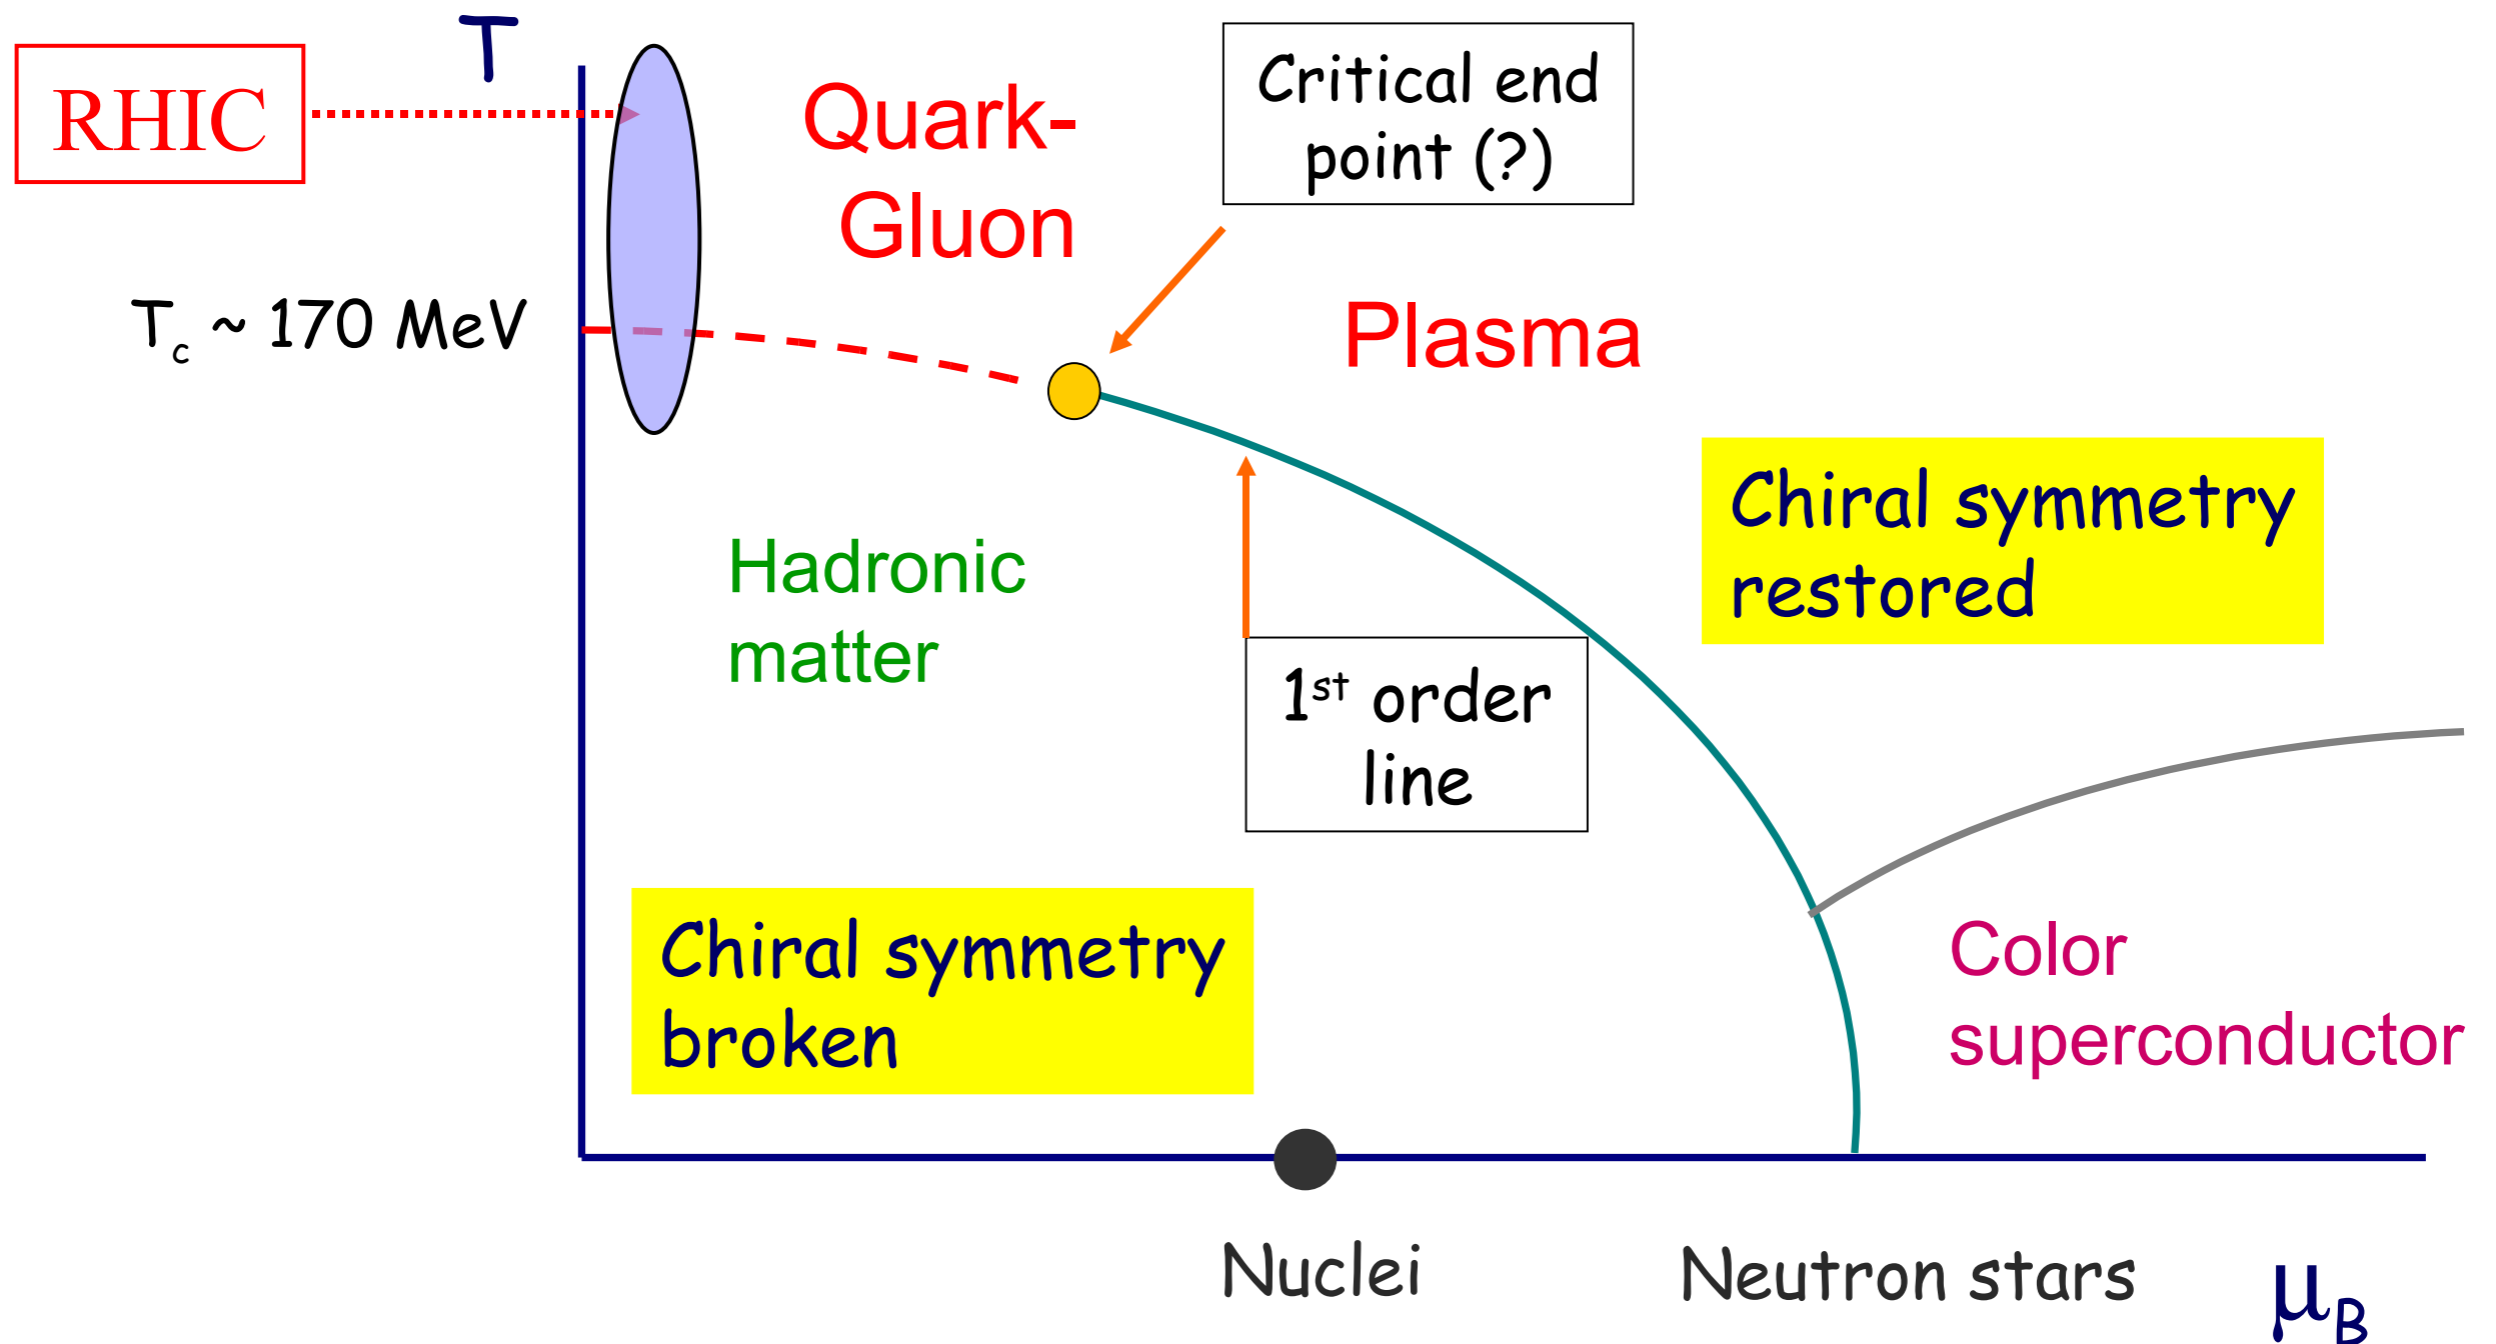 T
RHIC
Quark-
Gluon
Plasma
Critical end
point (?)
Tc ~ 170 MeV
Chiral symmetry
restored
Hadronic
matter
1st order
line
Chiral symmetry
broken
Color
superconductor
Nuclei
Neutron stars
μB